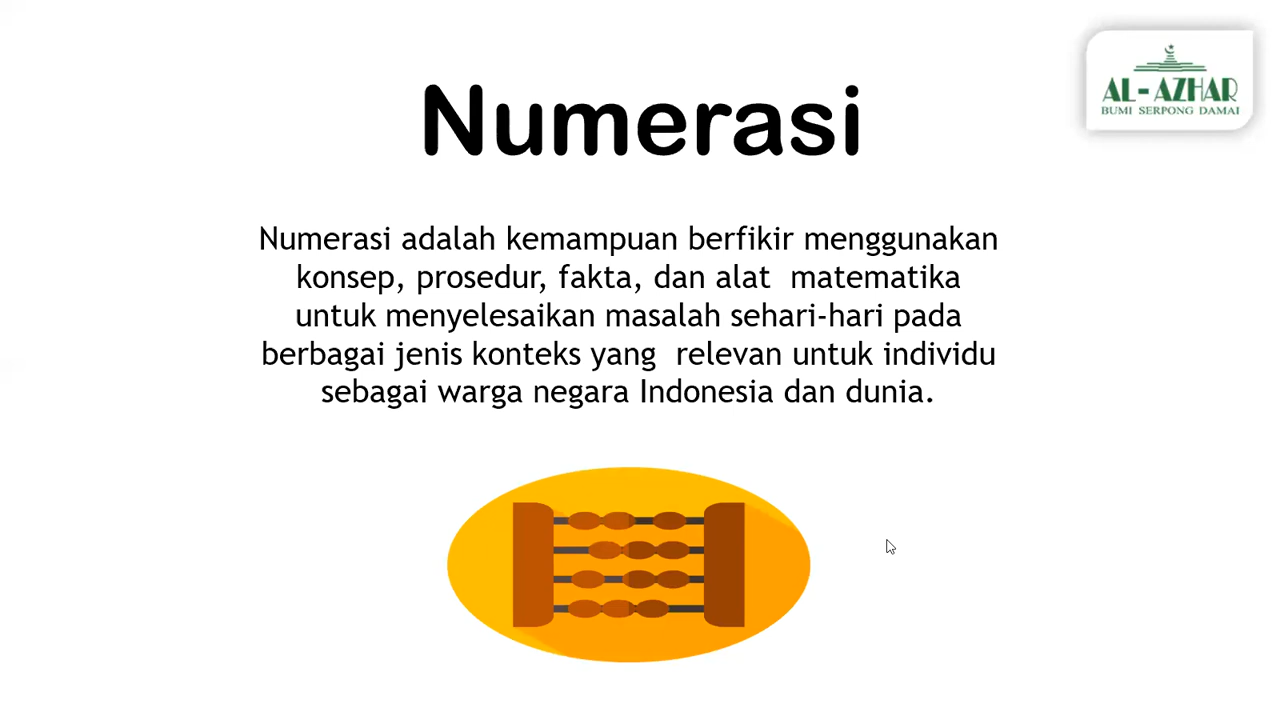 AL-AZHAR
BUMI SERPONG DAMAI
Numerasi
Numerasi adalah kemampuan berfikir menggunakan
konsep, prosedur, fakta, dan alat  matematika
untuk menyelesaikan masalah sehari-hari pada
berbagai jenis konteks yang  relevan untuk individu
sebagai warga negara Indonesia dan dunia.